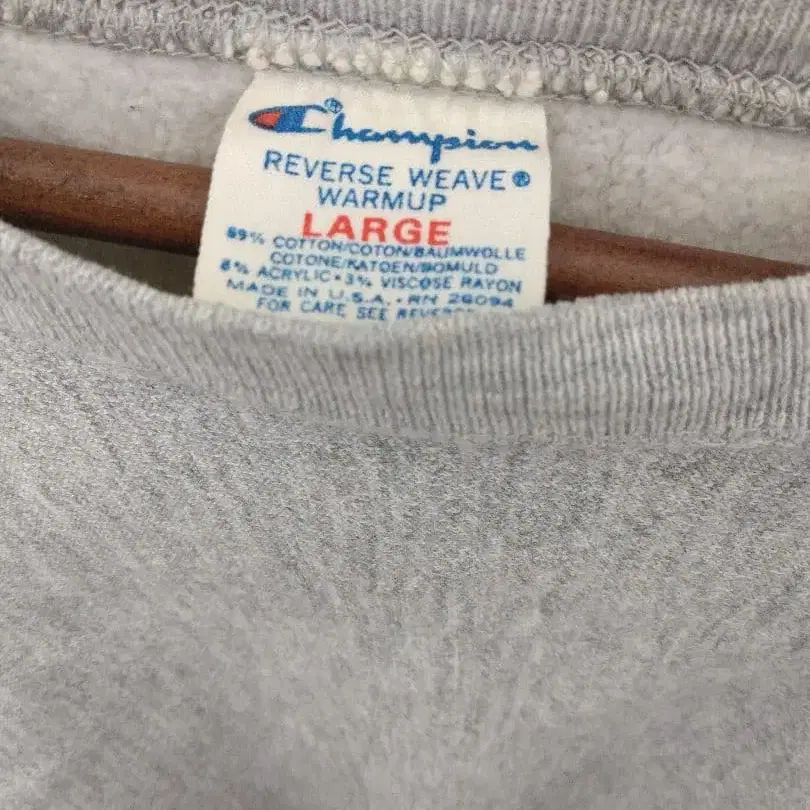 Champion®
REVERSE WEAVE®
WARMUP
LARGE
89% COTTON/COTON/BAUMWOLLE
COTONE/KATOEN/BOMULD
8% ACRYLIC • 3% VISCOSE RAYON
MADE IN U.S.A. • RN 26094
FOR CARE SEE